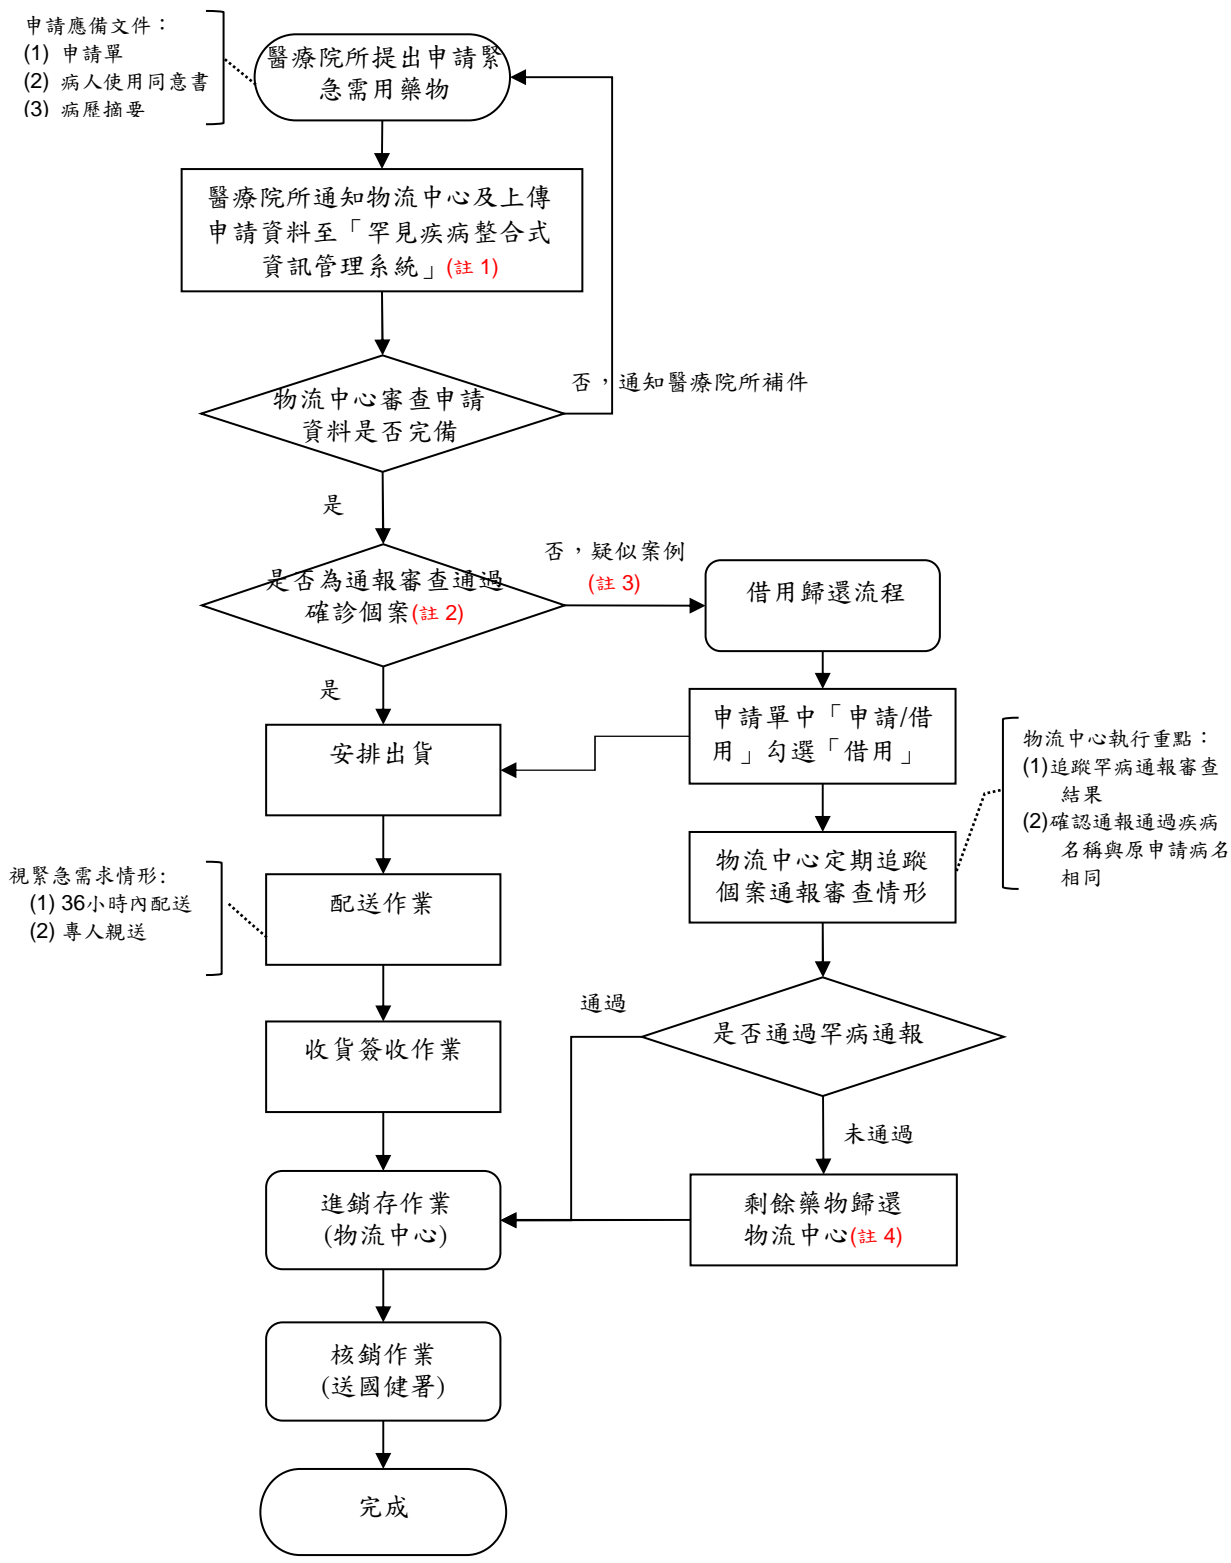 申請應備文件：
(1) 申請單
(2) 病人使用同意書
(3) 病歷摘要
醫療院所提出申請緊
急需用藥物
醫療院所通知物流中心及上傳
申請資料至「罕見疾病整合式
資訊管理系統」(註 1)
物流中心審查申請
資料是否完備
否，通知醫療院所補件
是
是否為通報審查通過
確診個案(註 2)
否，疑似案例
(註 3)
借用歸還流程
是
安排出貨
申請單中「申請/借
用」勾選「借用」
物流中心執行重點：
(1)追蹤罕病通報審查
結果
(2)確認通報通過疾病
名稱與原申請病名
相同
物流中心定期追蹤
個案通報審查情形
視緊急需求情形:
(1) 36小時內配送
(2) 專人親送
配送作業
收貨簽收作業
通過
是否通過罕病通報
未通過
進銷存作業
(物流中心)
剩餘藥物歸還
物流中心(註 4)
核銷作業
(送國健署)
完成